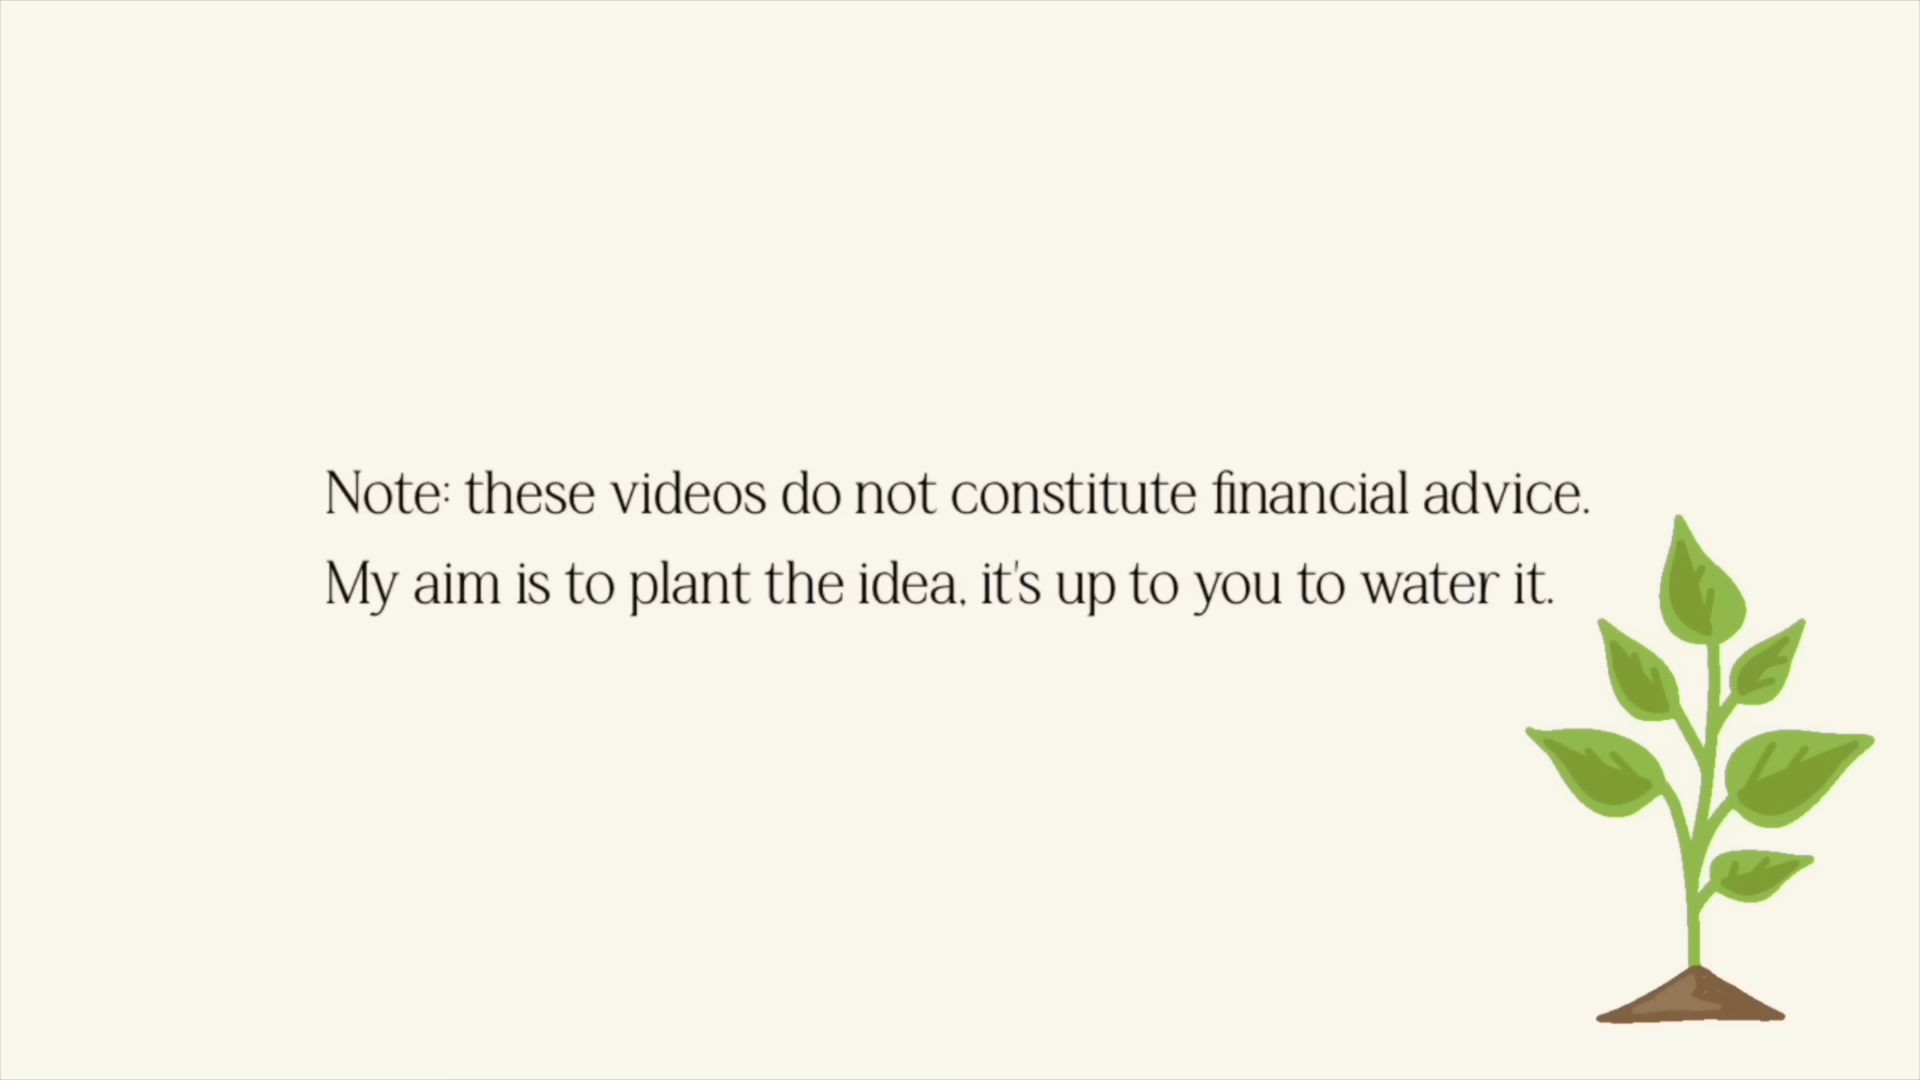 Note: these videos do not constitute financial advice.
My aim is to plant the idea, it's up to you to water it.